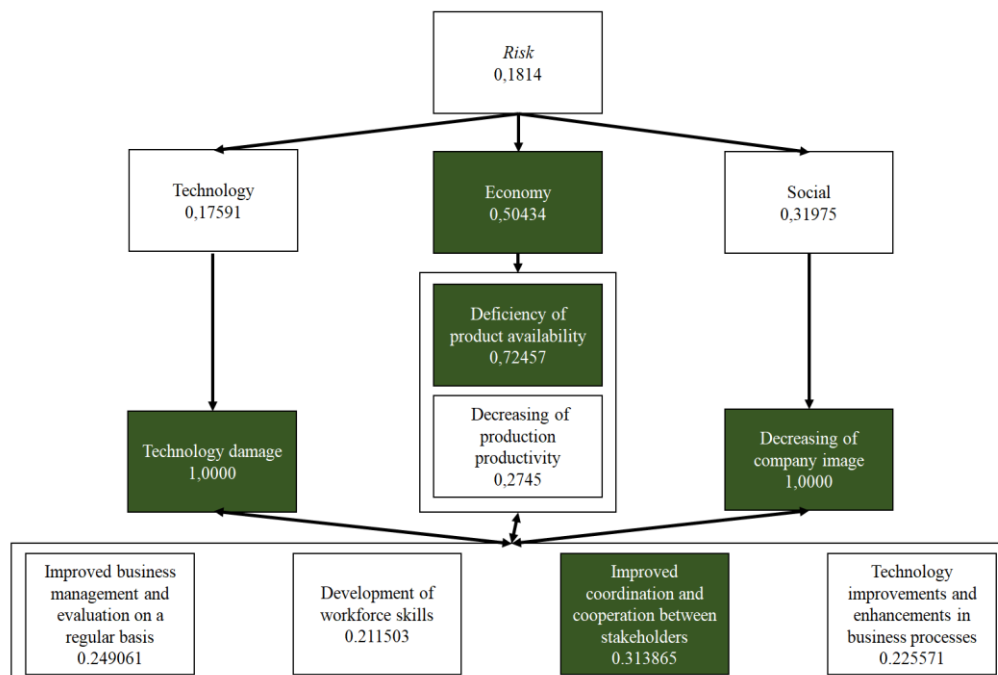 Risk
0,1814
Technology
0,17591
Economy
0,50434
Social
0,31975
Deficiency of
product availability
0,72457
Decreasing of
production
productivity
0,2745
Technology damage
1,0000
Decreasing of
company image
1,0000
Improved business
management and
evaluation on a
regular basis
0.249061
Development of
workforce skills
0.211503
Improved
coordination and
cooperation between
stakeholders
0.313865
Technology
improvements and
enhancements in
business processes
0.225571